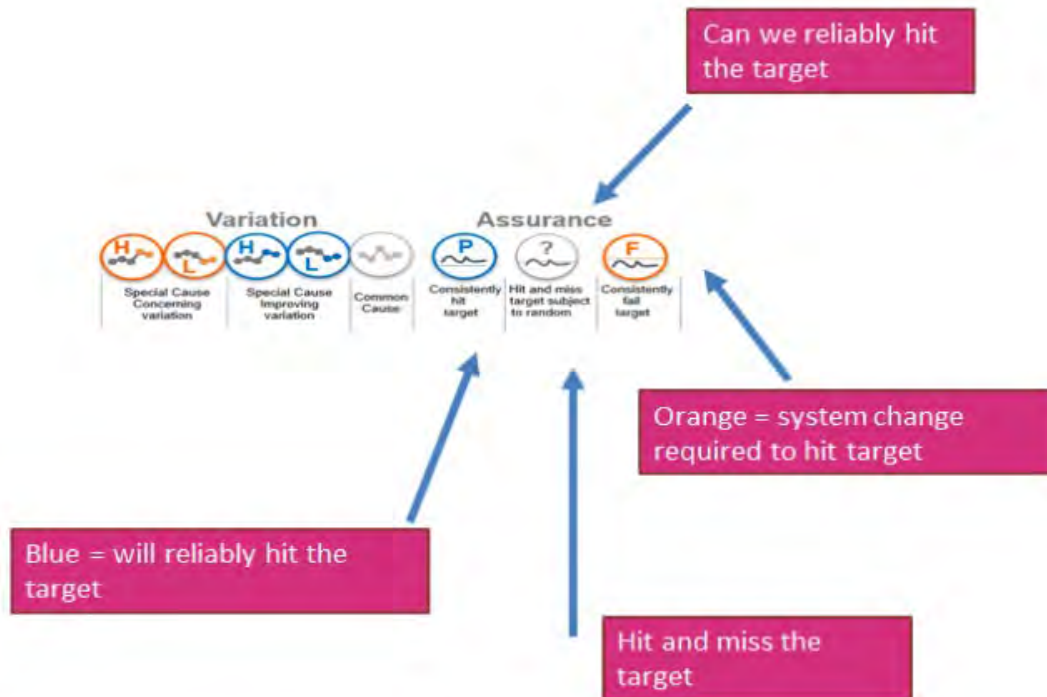 Can we reliably hit
the target
Variation
Assurance
H
L
H
L
P
?
F
Special Cause
Concerning
variation
Special Cause
Improving
variation
Common
Cause
Consistently
hit
target
Hit and miss
target subject
to random
Consistently
fail
target
Orange = system change
required to hit target
Blue = will reliably hit the
target
Hit and miss the
target